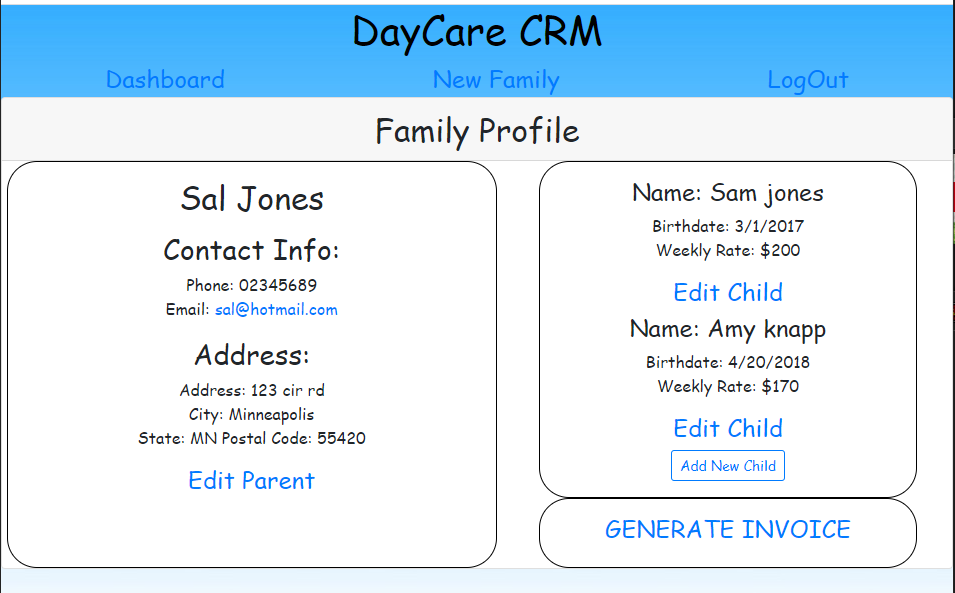 DayCare CRM
Dashboard New Family LogOut
Family Profile
Sal Jones
Contact Info:
Phone: 02345689
Email: sal@hotmail.com
Address:
Address: 123 cir rd
City: Minneapolis
State: MN Postal Code: 55420
Edit Parent
Name: Sam jones
Birthdate: 3/1/2017
Weekly Rate: $200
Edit Child
Name: Amy knapp
Birthdate: 4/20/2018
Weekly Rate: $170
Edit Child
Add New Child
GENERATE INVOICE